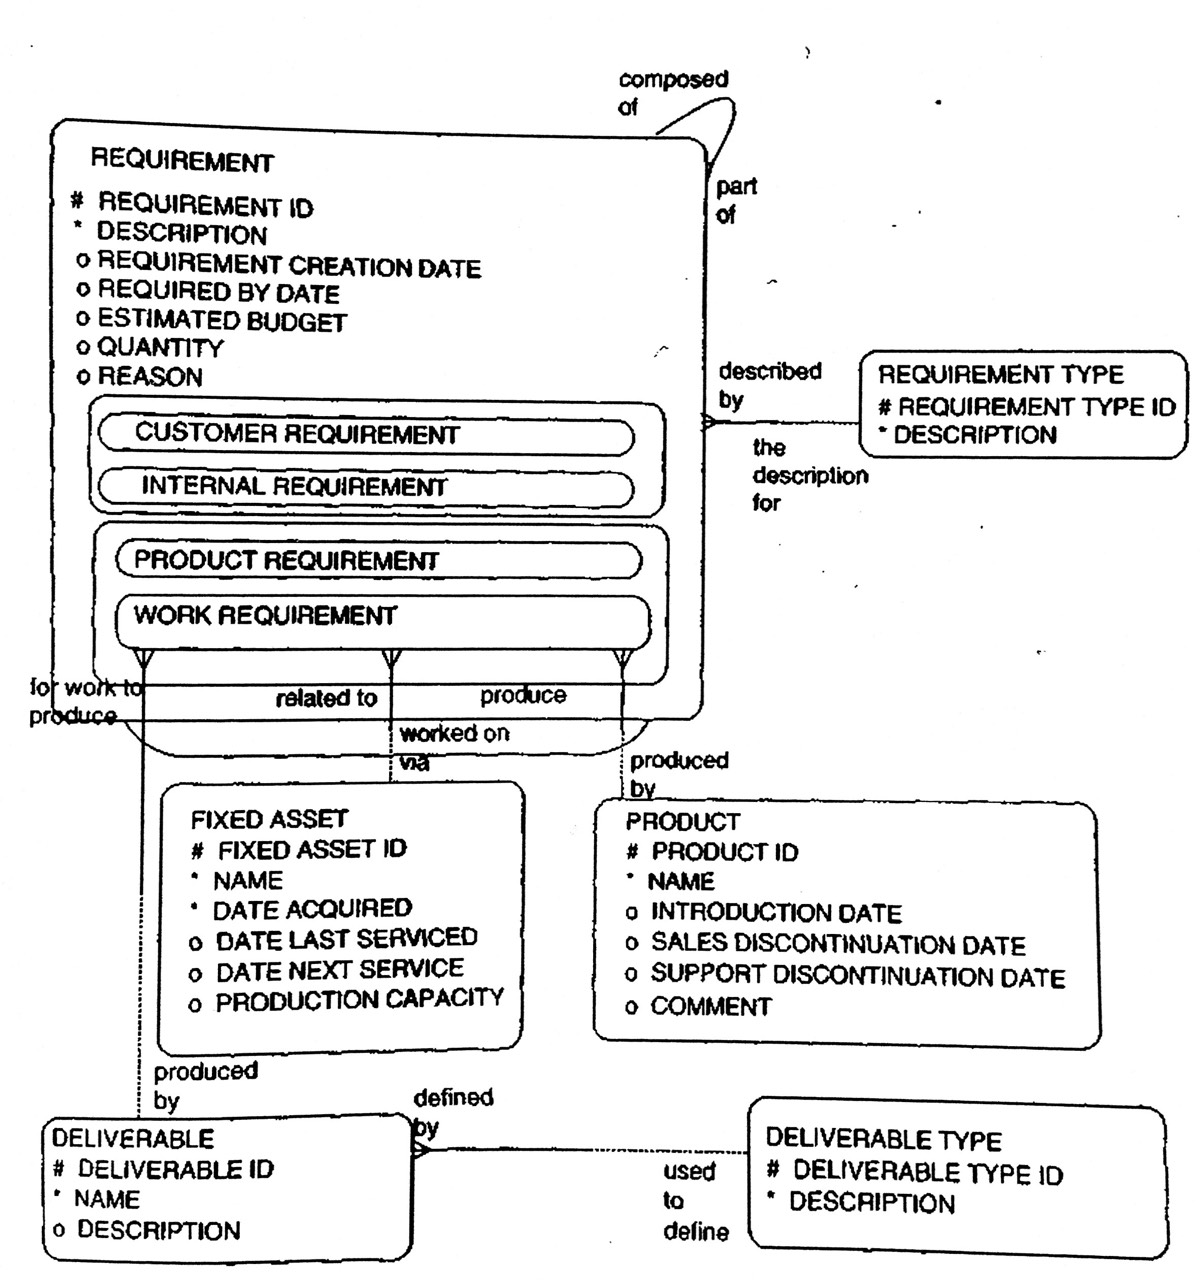 composed
of
REQUIREMENT
# REQUIREMENT ID
* DESCRIPTION
o REQUIREMENT CREATION DATE
o REQUIRED BY DATE
o ESTIMATED BUDGET
o QUANTITY
o REASON
part
of
CUSTOMER REQUIREMENT
INTERNAL REQUIREMENT
PRODUCT REQUIREMENT
WORK REQUIREMENT
described
by
the
description
for
REQUIREMENT TYPE
# REQUIREMENT TYPE ID
* DESCRIPTION
for work to
produce
related to
produce
worked on
via
produced
by
FIXED ASSET
# FIXED ASSET ID
* NAME
* DATE ACQUIRED
o DATE LAST SERVICED
o DATE NEXT SERVICE
o PRODUCTION CAPACITY
PRODUCT
# PRODUCT ID
* NAME
o INTRODUCTION DATE
o SALES DISCONTINUATION DATE
o SUPPORT DISCONTINUATION DATE
o COMMENT
produced
by
defined
by
DELIVERABLE
# DELIVERABLE ID
* NAME
o DESCRIPTION
used
to
define
DELIVERABLE TYPE
# DELIVERABLE TYPE ID
* DESCRIPTION